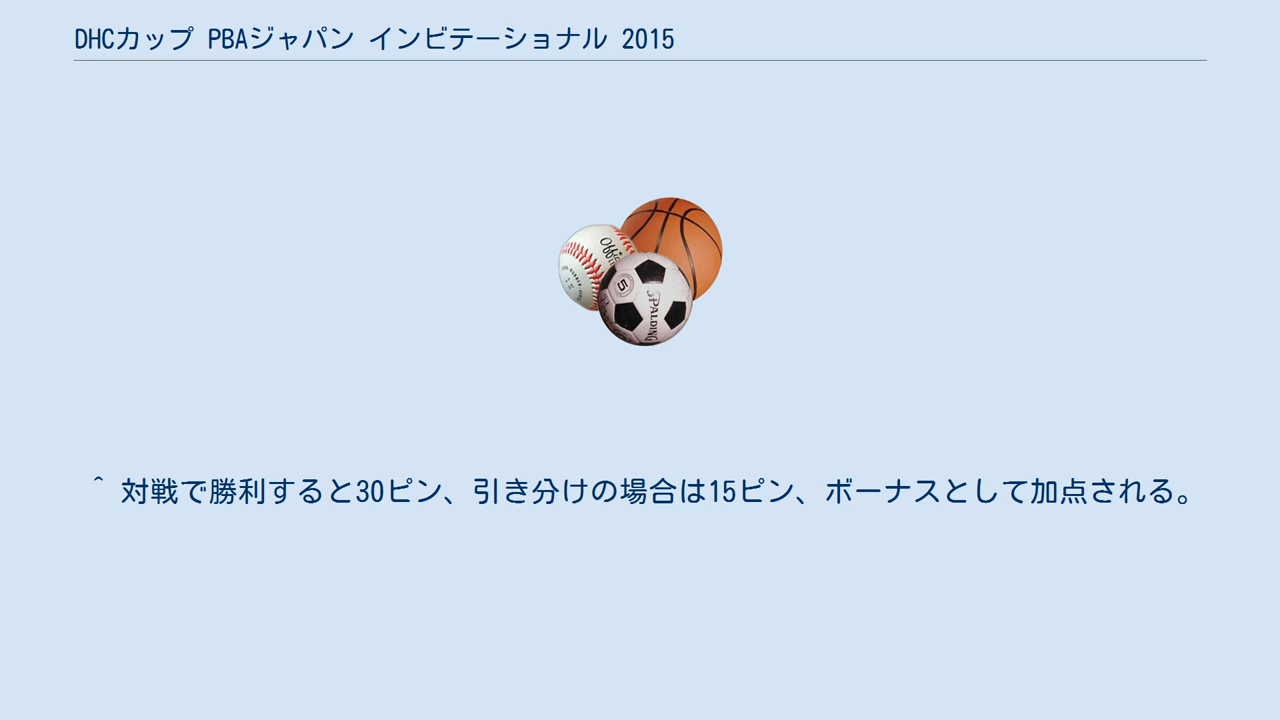 DHCカップ PBAジャパン インビテーショナル 2015
Offic
5
SPALDING
^ 対戦で勝利すると30ピン、引き分けの場合は15ピン、ボーナスとして加点される。